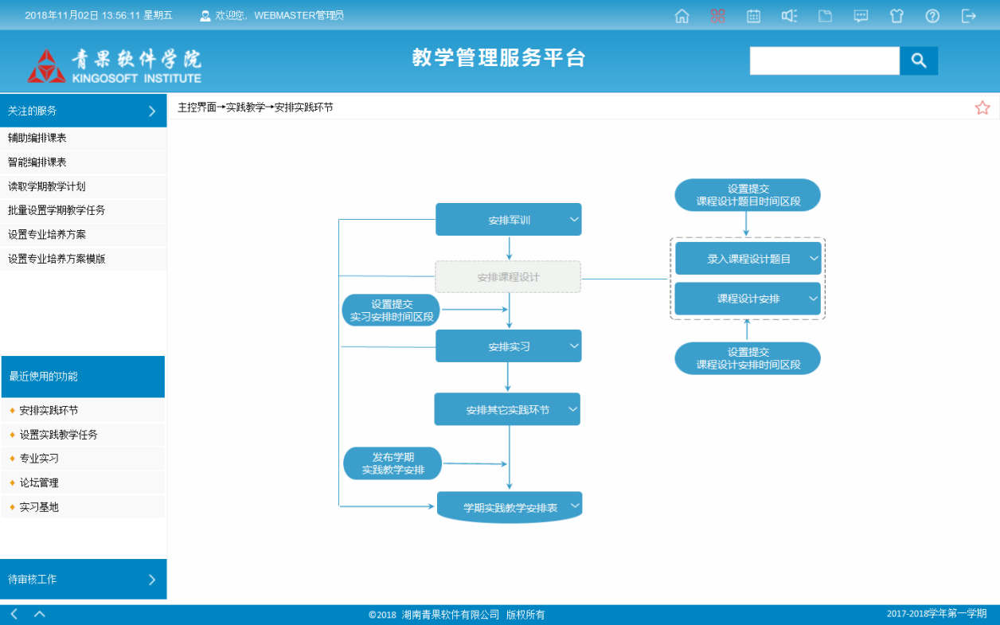 2018年11月02日 13:56:11 星期五
欢迎您, WEBMASTER管理员
青果软件学院
KINGOSOFT INSTITUTE
教学管理服务平台
关注的服务
辅助编排课表
智能编排课表
读取学期教学计划
批量设置学期教学任务
设置专业培养方案
设置专业培养方案模版
最近使用的功能
安排实践环节
设置实践教学任务
专业实习
论坛管理
实习基地
待审核工作
主控界面→实践教学→安排实践环节
安排军训
安排课程设计
设置提交
实习安排时间区段
安排实习
安排其它实践环节
发布学期
实践教学安排
学期实践教学安排表
设置提交
课程设计题目时间区段
录入课程设计题目
课程设计安排
设置提交
课程设计安排时间区段
©2018 湖南青果软件有限公司 版权所有
2017-2018学年第一学期